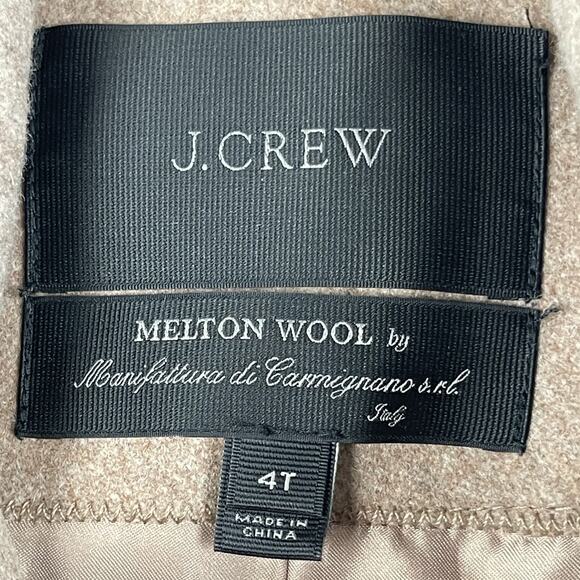 J.CREW
MELTON WOOL by
Manifattura di Carmignano s.r.l.
Italy
4T
MADE IN
CHINA